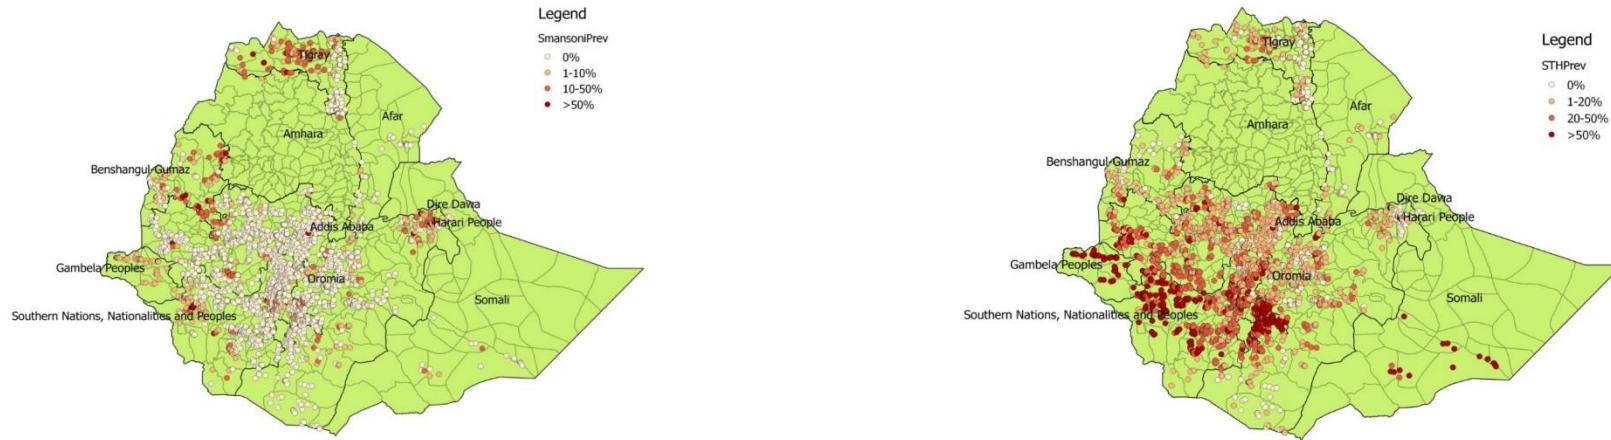 Legend
SmansoniPrev
0%
1-10%
10-50%
>50%
Tigray
Afar
Amhara
Benshangul-Gumaz
Dire Dawa
Harari People
Addis Ababa
Gambela Peoples
Oromia
Somali
Southern Nations, Nationalities and Peoples
Legend
STHPrev
0%
1-20%
20-50%
>50%
Tigray
Afar
Amhara
Benshangul-Gumaz
Dire Dawa
Harari People
Addis Ababa
Gambela Peoples
Oromia
Somali
Southern Nations, Nationalities and Peoples